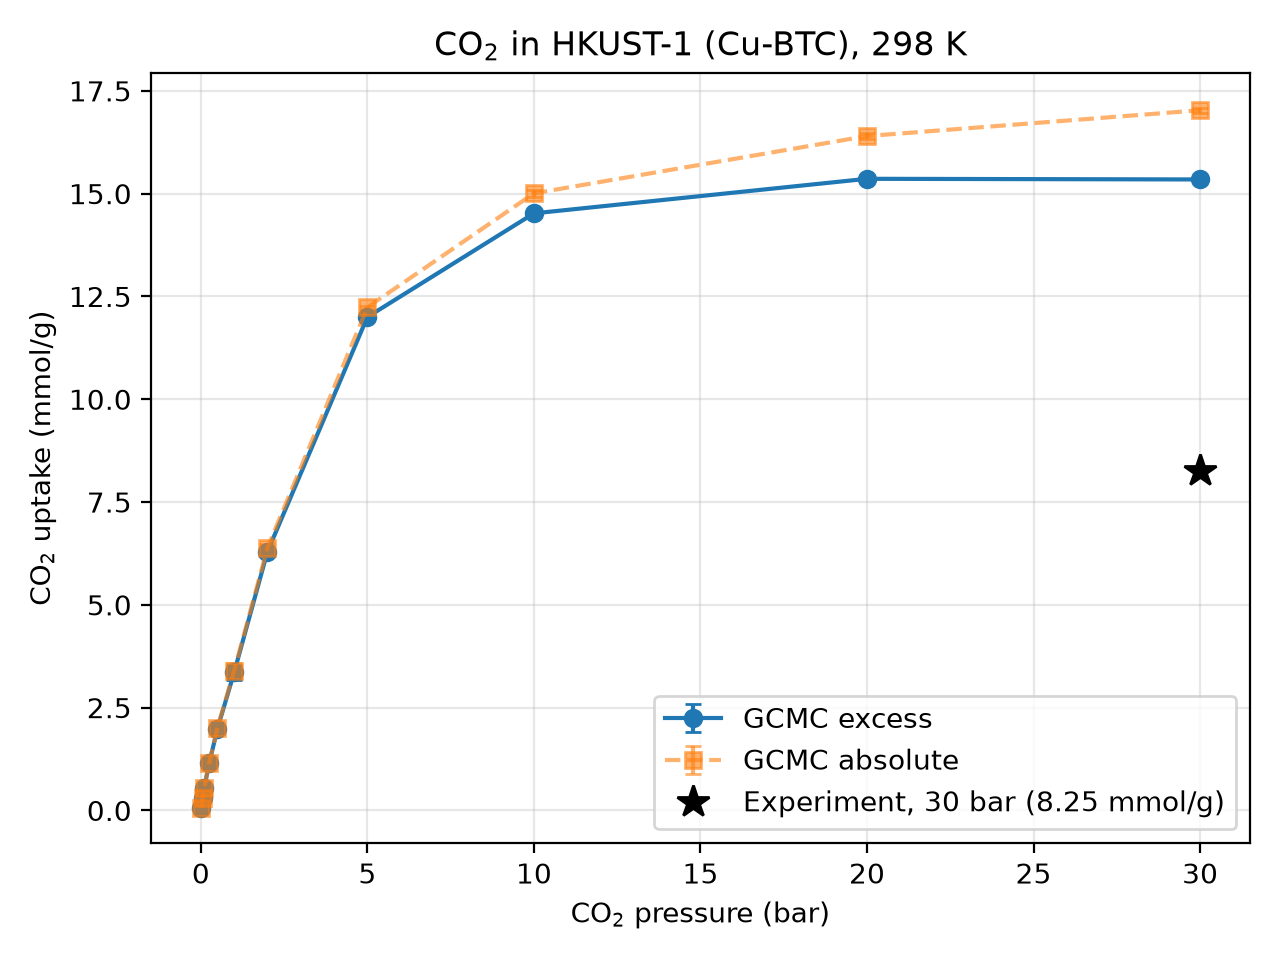 CO₂ in HKUST-1 (Cu-BTC), 298 K
CO₂ uptake (mmol/g)
17.5
15.0
12.5
10.0
7.5
5.0
2.5
0.0
GCMC excess
GCMC absolute
Experiment, 30 bar (8.25 mmol/g)
0 5 10 15 20 25 30
CO₂ pressure (bar)